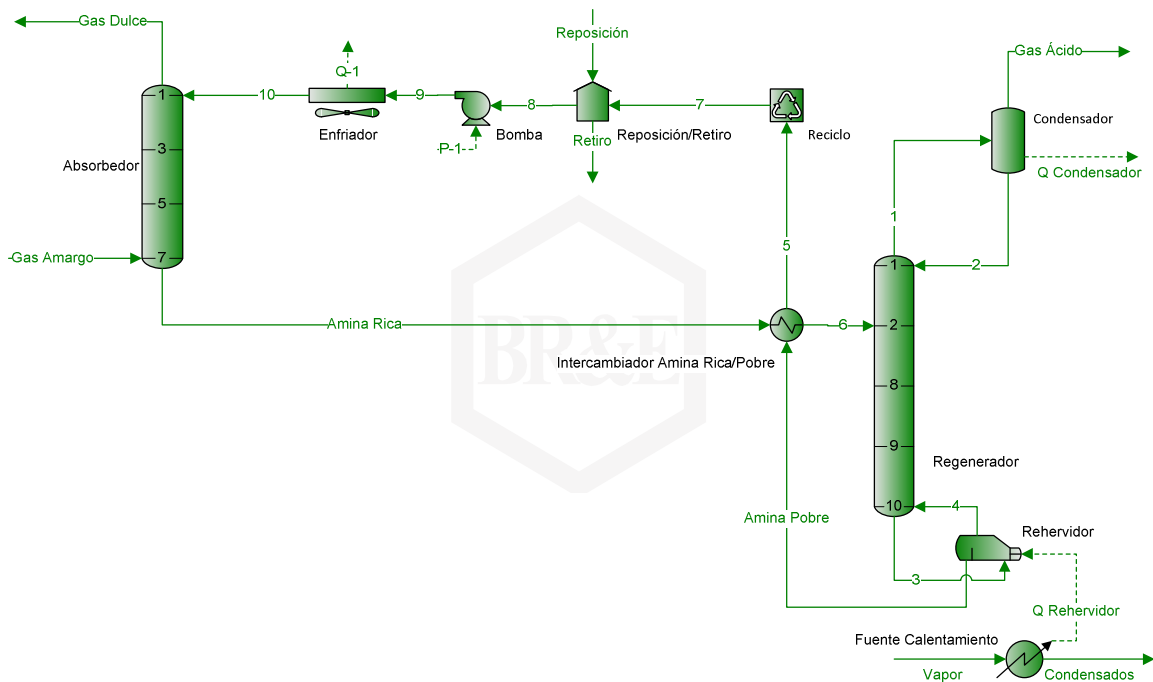 Gas Dulce
Reposición
Gas Ácido
Q-1
1
10
9
8
7
Condensador
Enfriador
Bomba
Reposición/Retiro
Reciclo
P-1
Retiro
Q Condensador
3
Absorbedor
5
1
Gas Amargo
7
5
1
2
Amina Rica
6
2
Intercambiador Amina Rica/Pobre
BR&E
8
9
Regenerador
10
4
Amina Pobre
Rehervidor
3
Q Rehervidor
Fuente Calentamiento
Vapor
Condensados